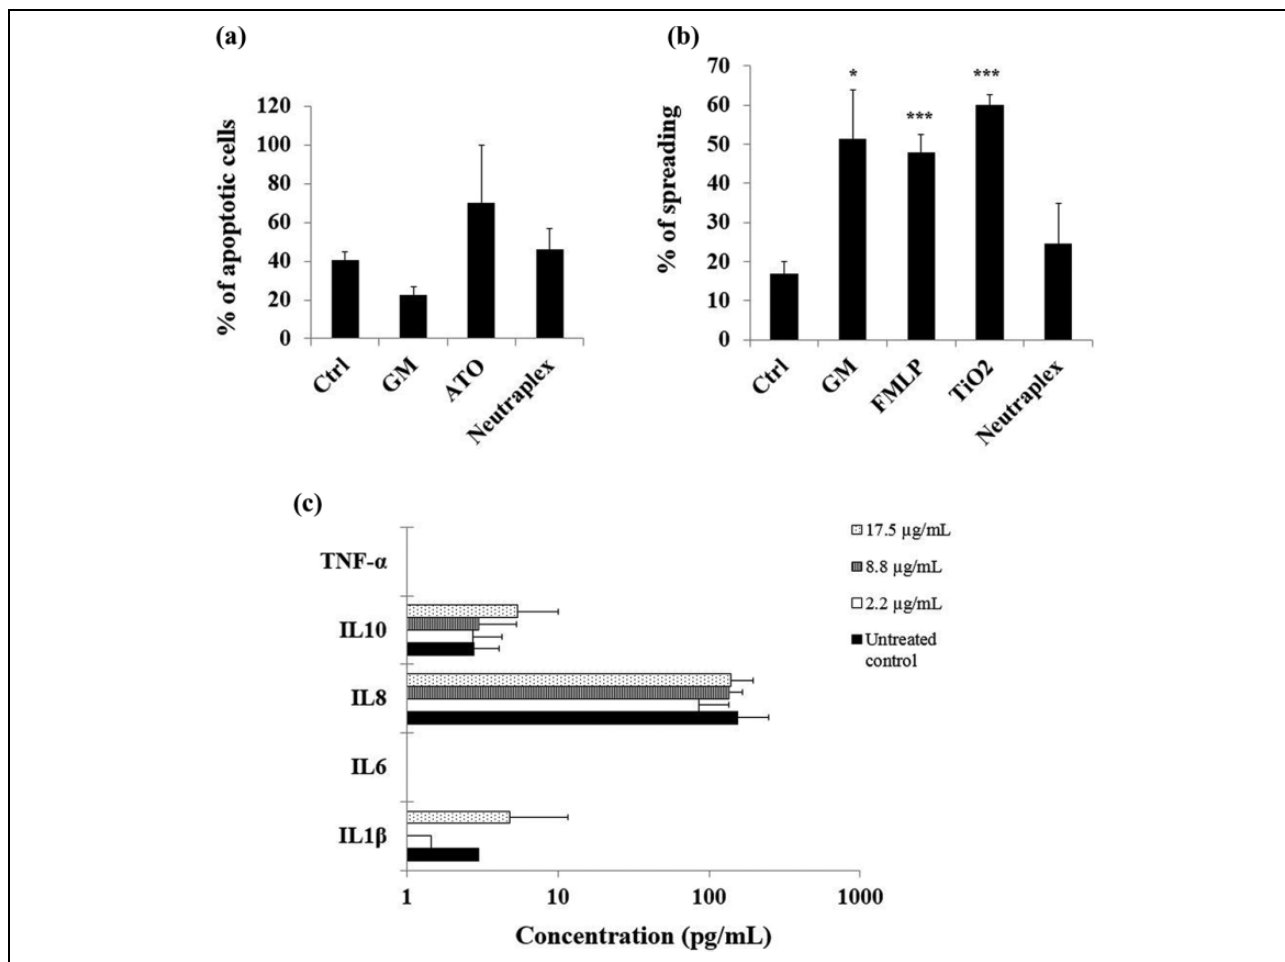 (a)
% of apoptotic cells
120
100
80
60
40
20
0
Ctrl
GM
ATO
Neutraplex
(b)
% of spreading
70
60
50
40
30
20
10
0
*
***
***
Ctrl
GM
FMLP
TiO2
Neutraplex
(c)
TNF-α
IL10
IL8
IL6
IL1β
1
10
100
1000
Concentration (pg/mL)
17.5 µg/mL
8.8 µg/mL
2.2 µg/mL
Untreated
control